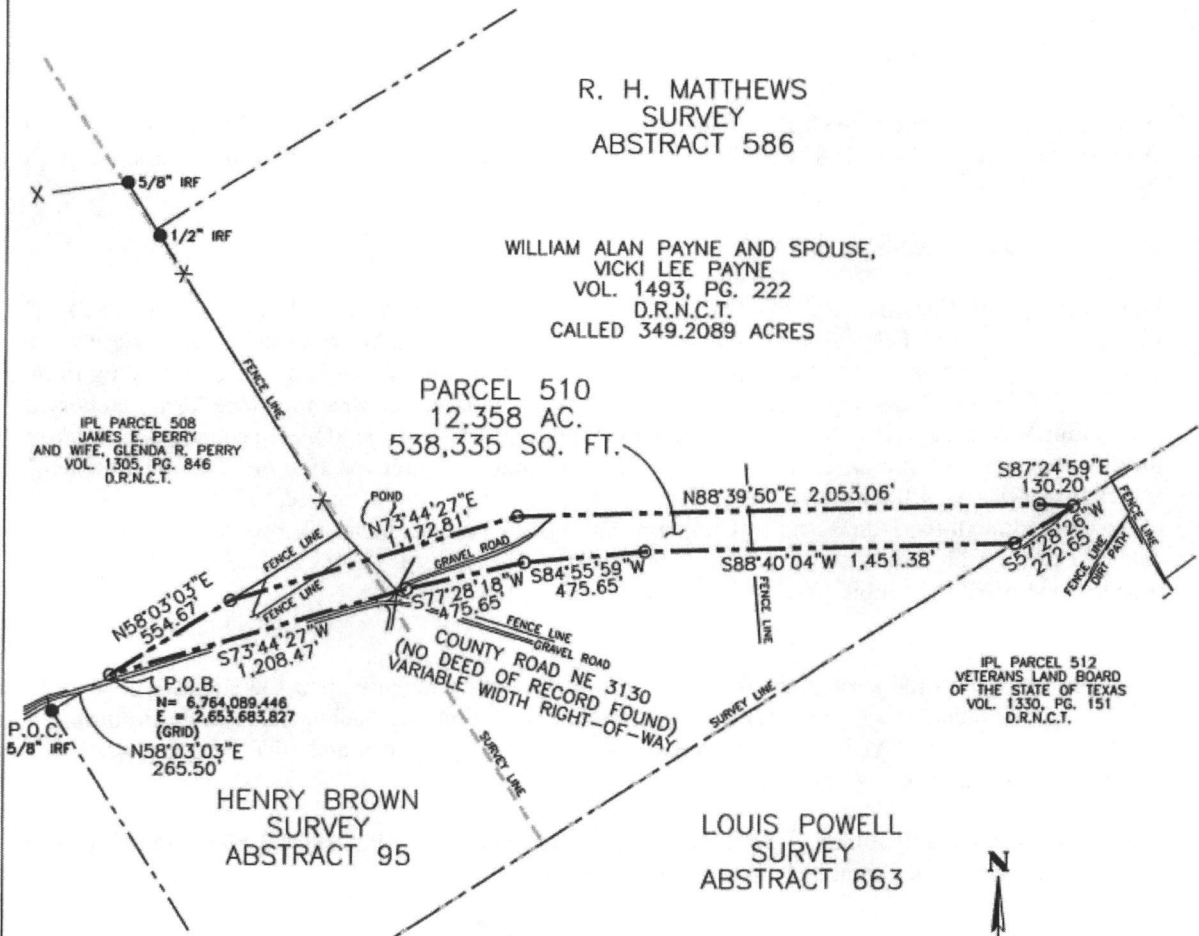 R. H. MATTHEWS
SURVEY
ABSTRACT 586
5/8" IRF
1/2" IRF
WILLIAM ALAN PAYNE AND SPOUSE,
VICKI LEE PAYNE
VOL. 1493, PG. 222
D.R.N.C.T.
CALLED 349.2089 ACRES
FENCE LINE
PARCEL 510
12.358 AC.
538,335 SQ. FT.
IPL PARCEL 508
JAMES E. PERRY
AND WIFE, GLENDA R. PERRY
VOL. 1305, PG. 846
D.R.N.C.T.
POND
N73°44'27"E
1,172.81'
N88°39'50"E 2,053.06'
S87°24'59"E
130.20'
FENCE LINE
FENCE LINE
GRAVEL ROAD
S57°28'26"W
272.65'
FENCE LINE
DIRT PATH
N58°03'03"E
554.67'
FENCE LINE
S73°44'27"W
1,208.47'
S77°28'18"W
475.65'
S84°55'59"W
475.65'
S88°40'04"W 1,451.38'
FENCE LINE
FENCE LINE
GRAVEL ROAD
COUNTY ROAD NE 3130
(NO DEED OF RECORD FOUND)
VARIABLE WIDTH RIGHT-OF-WAY
P.O.B.
N= 6,764,089.446
E = 2,653,683.827
(GRID)
P.O.C.
5/8" IRF
N58°03'03"E
265.50'
SURVEY LINE
SURVEY LINE
IPL PARCEL 512
VETERANS LAND BOARD
OF THE STATE OF TEXAS
VOL. 1330, PG. 151
D.R.N.C.T.
HENRY BROWN
SURVEY
ABSTRACT 95
LOUIS POWELL
SURVEY
ABSTRACT 663
N